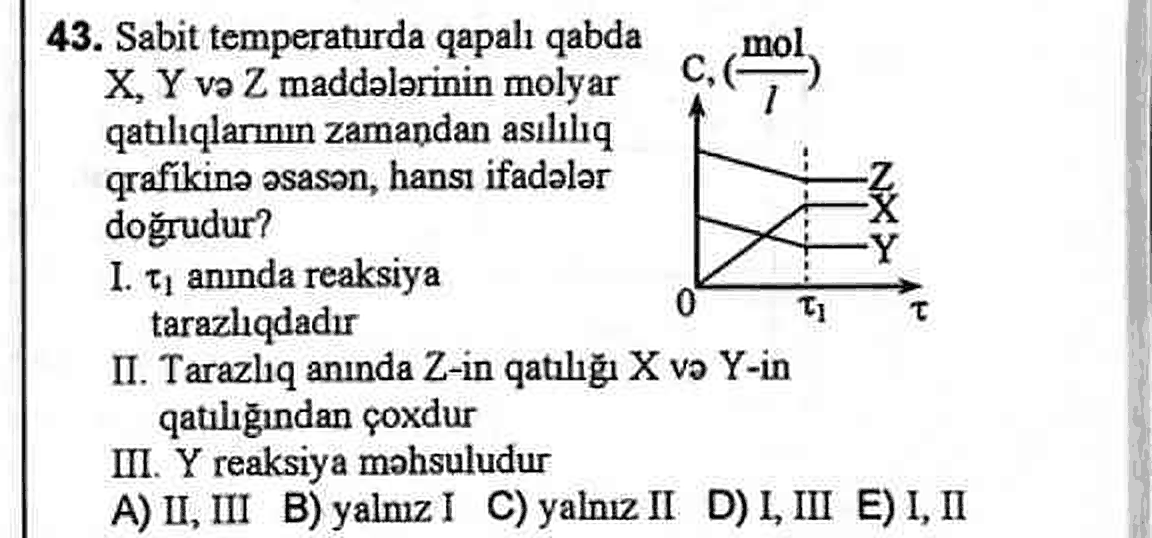 43. Sabit temperaturda qapalı qabda
X, Y və Z maddələrinin molyar
qatılıqlarının zamandan asılılıq
qrafikinə əsasən, hansı ifadələr
doğrudur?
I. τ₁ anında reaksiya
tarazlıqdadır
II. Tarazlıq anında Z-in qatılığı X və Y-in
qatılığından çoxdur
III. Y reaksiya məhsuludur
A) II, III B) yalnız I C) yalnız II D) I, III E) I, II
C, (mol/l)
Z
X
Y
0 τ₁ τ